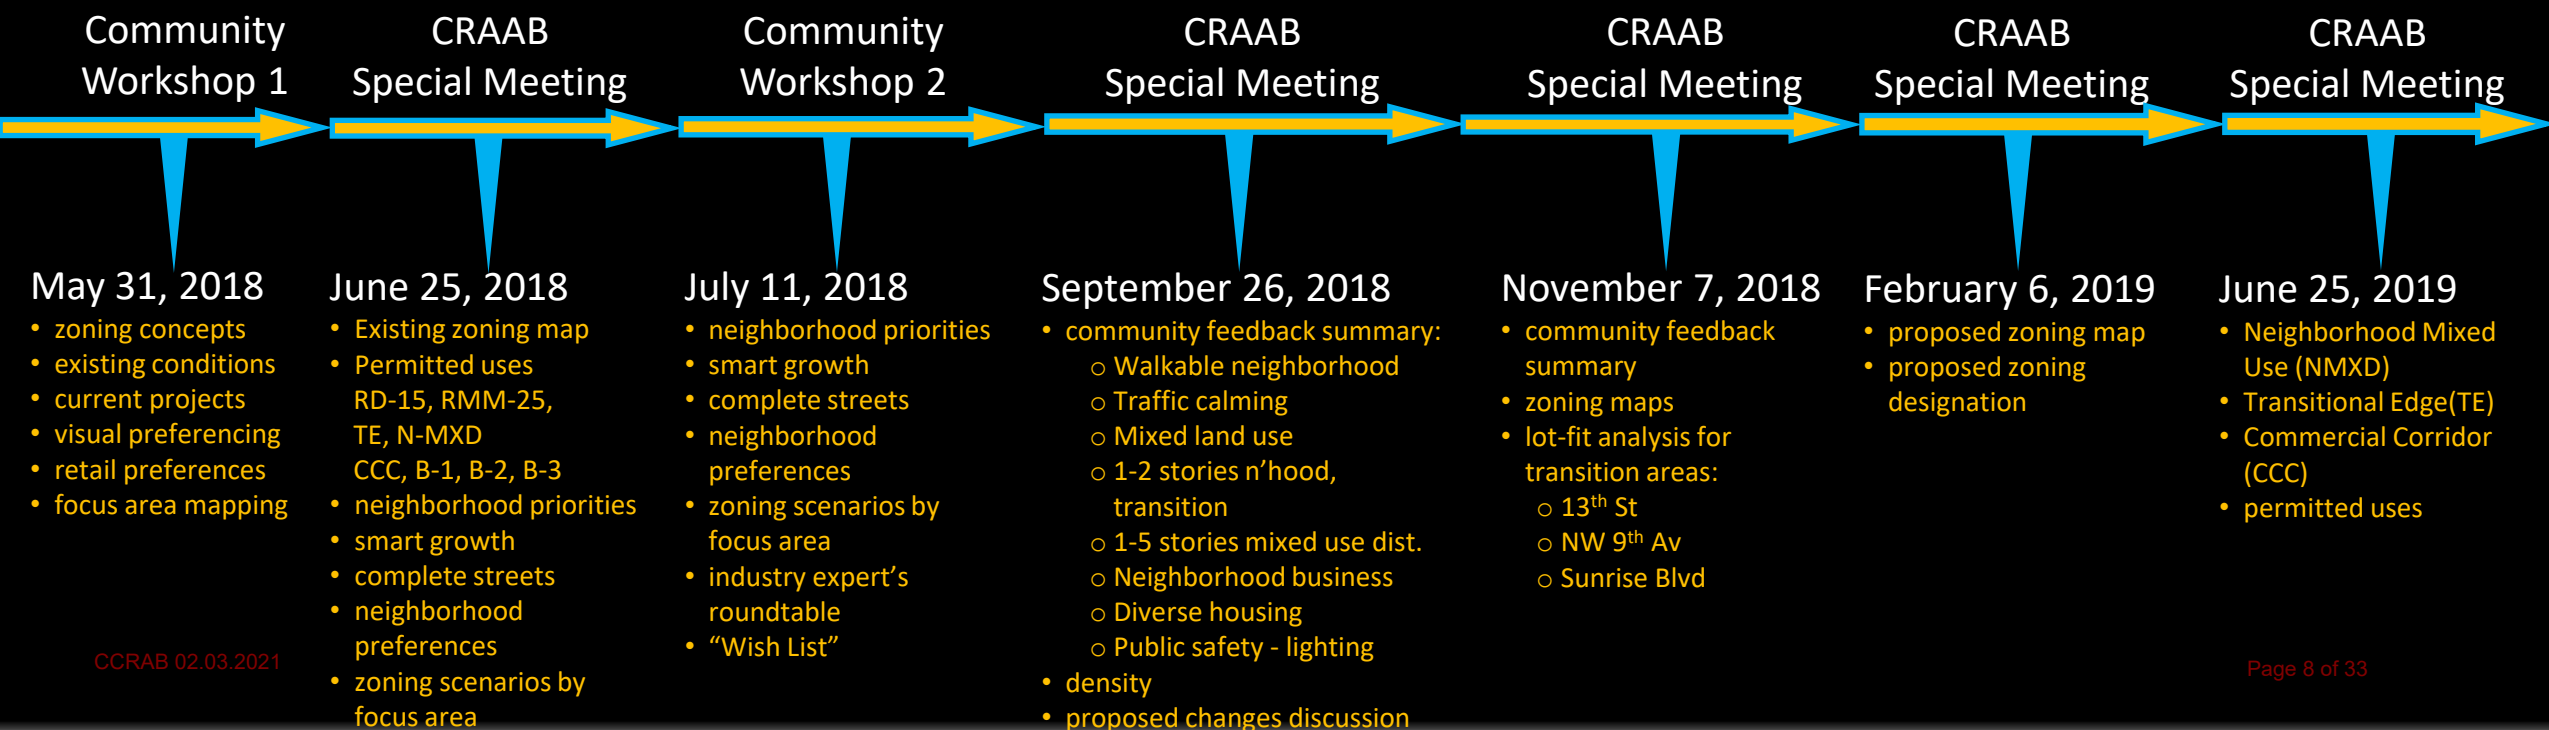 Community
Workshop 1
May 31, 2018
• zoning concepts
• existing conditions
• current projects
• visual preferencing
• retail preferences
• focus area mapping
CRAAB
Special Meeting
June 25, 2018
• Existing zoning map
• Permitted uses
RD-15, RMM-25,
TE, N-MXD
CCC, B-1, B-2, B-3
• neighborhood priorities
• smart growth
• complete streets
• neighborhood
preferences
• zoning scenarios by
focus area
Community
Workshop 2
July 11, 2018
• neighborhood priorities
• smart growth
• complete streets
• neighborhood
preferences
• zoning scenarios by
focus area
• industry expert’s
roundtable
• “Wish List”
CRAAB
Special Meeting
September 26, 2018
• community feedback summary:
o Walkable neighborhood
o Traffic calming
o Mixed land use
o 1-2 stories n’hood,
transition
o 1-5 stories mixed use dist.
o Neighborhood business
o Diverse housing
o Public safety - lighting
• density
• proposed changes discussion
CRAAB
Special Meeting
November 7, 2018
• community feedback
summary
• zoning maps
• lot-fit analysis for
transition areas:
o 13th St
o NW 9th Av
o Sunrise Blvd
CRAAB
Special Meeting
February 6, 2019
• proposed zoning map
• proposed zoning
designation
CRAAB
Special Meeting
June 25, 2019
• Neighborhood Mixed
Use (NMXD)
• Transitional Edge(TE)
• Commercial Corridor
(CCC)
• permitted uses
CCRAB 02.03.2021
Page 8 of 33